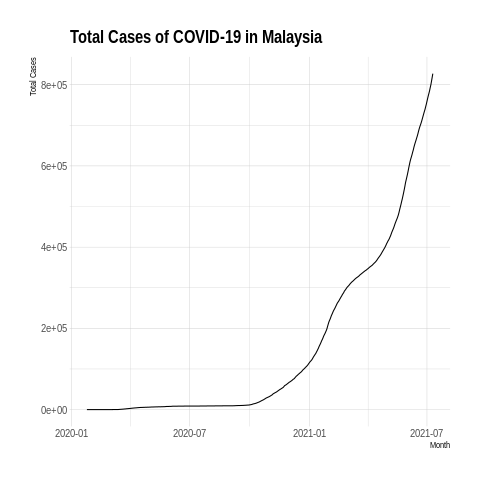 Total Cases of COVID-19 in Malaysia
Total Cases
8e+05
6e+05
4e+05
2e+05
0e+00
2020-01
2020-07
2021-01
2021-07
Month